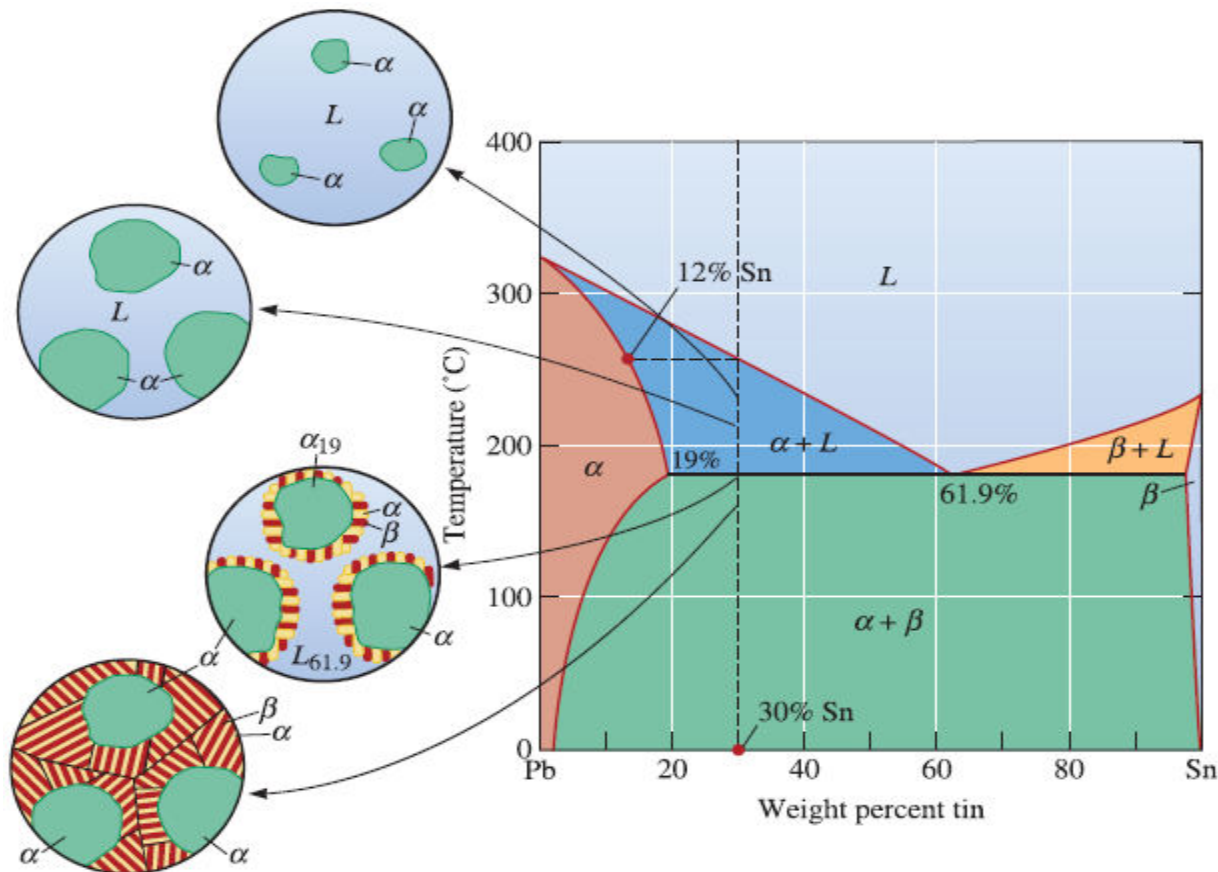 α
L
α
α
α
L
α
α₁₉
α
β
α
L₆₁.₉
α
β
α
α
α
400
300
200
100
0
Temperature (°C)
12% Sn
L
α + L
β + L
α
19%
61.9%
β
α + β
30% Sn
Pb
20
40
60
80
Sn
Weight percent tin